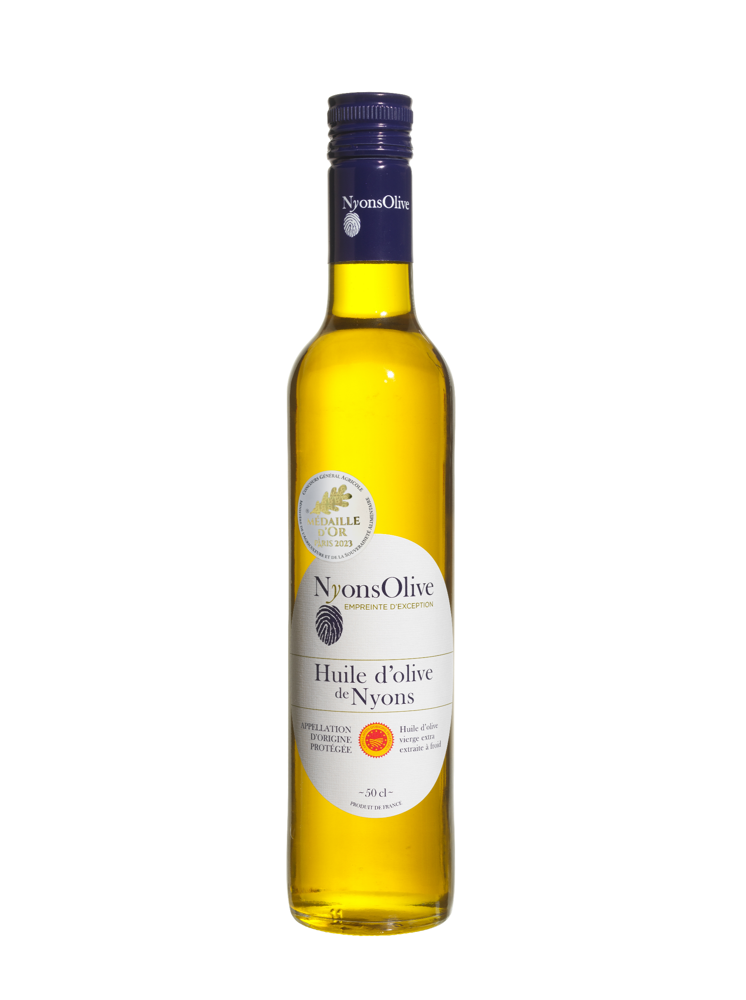 NyonsOlive
CONCOURS GÉNÉRAL AGRICOLE
MINISTÈRE DE L'AGRICULTURE ET DE LA SOUVERAINETÉ ALIMENTAIRE
®
MÉDAILLE
D'OR
PARIS 2023
NyonsOlive
EMPREINTE D'EXCEPTION
Huile d'olive
de Nyons
APPELLATION
D'ORIGINE
PROTÉGÉE
APPELLATION D'ORIGINE PROTÉGÉE
Huile d'olive
vierge extra
extraite à froid
~50 cl~
PRODUIT DE FRANCE